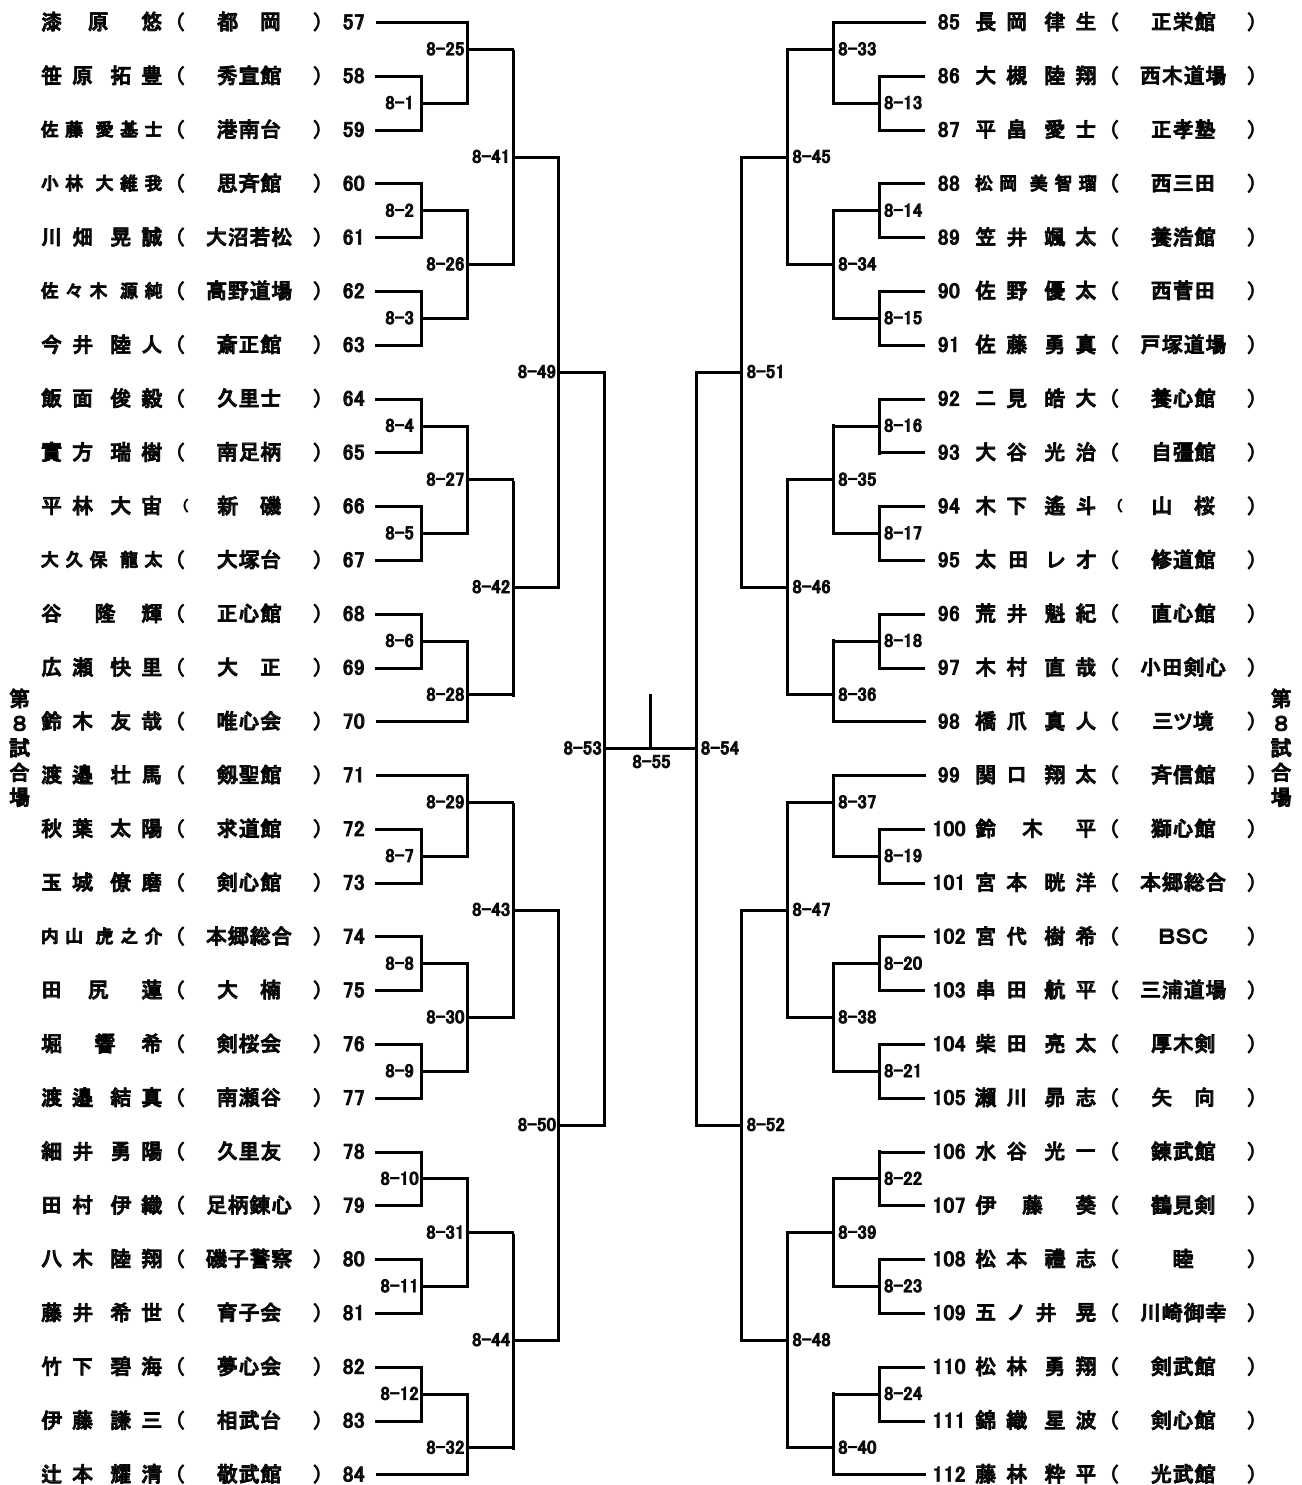 漆原 悠 ( 都岡 ) 57
8-25
笹原 拓豊 ( 秀宣館 ) 58
8-1
佐藤 愛基士 ( 港南台 ) 59
8-41
小林 大維我 ( 思斉館 ) 60
8-2
川畑 晃誠 ( 大沼若松 ) 61
8-26
佐々木 源純 ( 髙野道場 ) 62
8-3
今井 陸人 ( 斎正館 ) 63
8-49
飯面 俊毅 ( 久里士 ) 64
8-4
實方 瑞樹 ( 南足柄 ) 65
8-27
平林 大宙 ( 新磯 ) 66
8-5
大久保 龍太 ( 大塚台 ) 67
8-42
谷 隆輝 ( 正心館 ) 68
8-6
広瀬 快里 ( 大正 ) 69
8-28
鈴木 友哉 ( 唯心会 ) 70
第8試合場
8-53
渡邉 壮馬 ( 剱聖館 ) 71
8-29
秋葉 太陽 ( 求道館 ) 72
8-7
玉城 僚磨 ( 剣心館 ) 73
8-43
内山 虎之介 ( 本郷総合 ) 74
8-8
田尻 蓮 ( 大楠 ) 75
8-30
堀 響希 ( 剣桜会 ) 76
8-9
渡邉 結真 ( 南瀬谷 ) 77
8-50
細井 勇陽 ( 久里友 ) 78
8-10
田村 伊織 ( 足柄錬心 ) 79
8-31
八木 陸翔 ( 磯子警察 ) 80
8-11
藤井 希世 ( 育子会 ) 81
8-44
竹下 碧海 ( 夢心会 ) 82
8-12
伊藤 謙三 ( 相武台 ) 83
8-32
辻本 耀清 ( 敬武館 ) 84
8-55
85 長岡 律生 ( 正栄館 )
8-33
86 大槻 陸翔 ( 西木道場 )
8-13
87 平畠 愛士 ( 正孝塾 )
8-45
88 松岡 美智瑠 ( 西三田 )
8-14
89 笠井 颯太 ( 養浩館 )
8-34
90 佐野 優太 ( 西菅田 )
8-15
91 佐藤 勇真 ( 戸塚道場 )
8-51
92 二見 皓大 ( 養心館 )
8-16
93 大谷 光治 ( 自彊館 )
8-35
94 木下 遙斗 ( 山桜 )
8-17
95 太田 レオ ( 修道館 )
8-46
96 荒井 魁紀 ( 直心館 )
8-18
97 木村 直哉 ( 小田剣心 )
8-36
98 橋爪 真人 ( 三ツ境 )
第8試合場
8-54
99 関口 翔太 ( 斉信館 )
8-37
100 鈴木 平 ( 獅心館 )
8-19
101 宮本 晄洋 ( 本郷総合 )
8-47
102 宮代 樹希 ( BSC )
8-20
103 串田 航平 ( 三浦道場 )
8-38
104 柴田 亮太 ( 厚木剣 )
8-21
105 瀬川 昴志 ( 矢向 )
8-52
106 水谷 光一 ( 錬武館 )
8-22
107 伊藤 葵 ( 鶴見剣 )
8-39
108 松本 禮志 ( 睦 )
8-23
109 五ノ井 晃 ( 川崎御幸 )
8-48
110 松林 勇翔 ( 剣武館 )
8-24
111 錦織 星波 ( 剣心館 )
8-40
112 藤林 粋平 ( 光武館 )